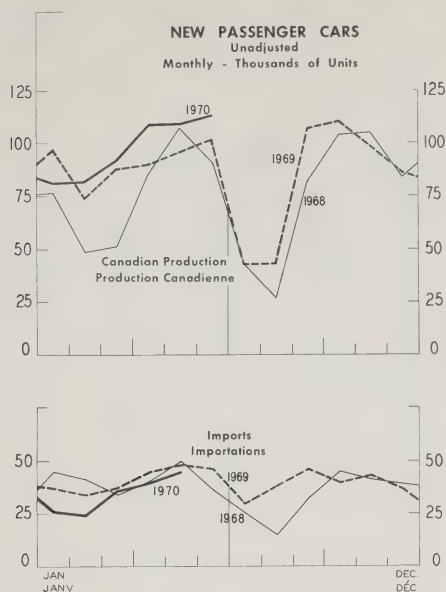 NEW PASSENGER CARS
Unadjusted
Monthly - Thousands of Units
125
100
75
50
25
0
125
100
75
50
25
0
1970
1969
1968
Canadian Production
Production Canadienne
Imports
Importations
50
25
0
50
25
0
1969
1970
1968
JAN
JANV
DEC.
DÉC